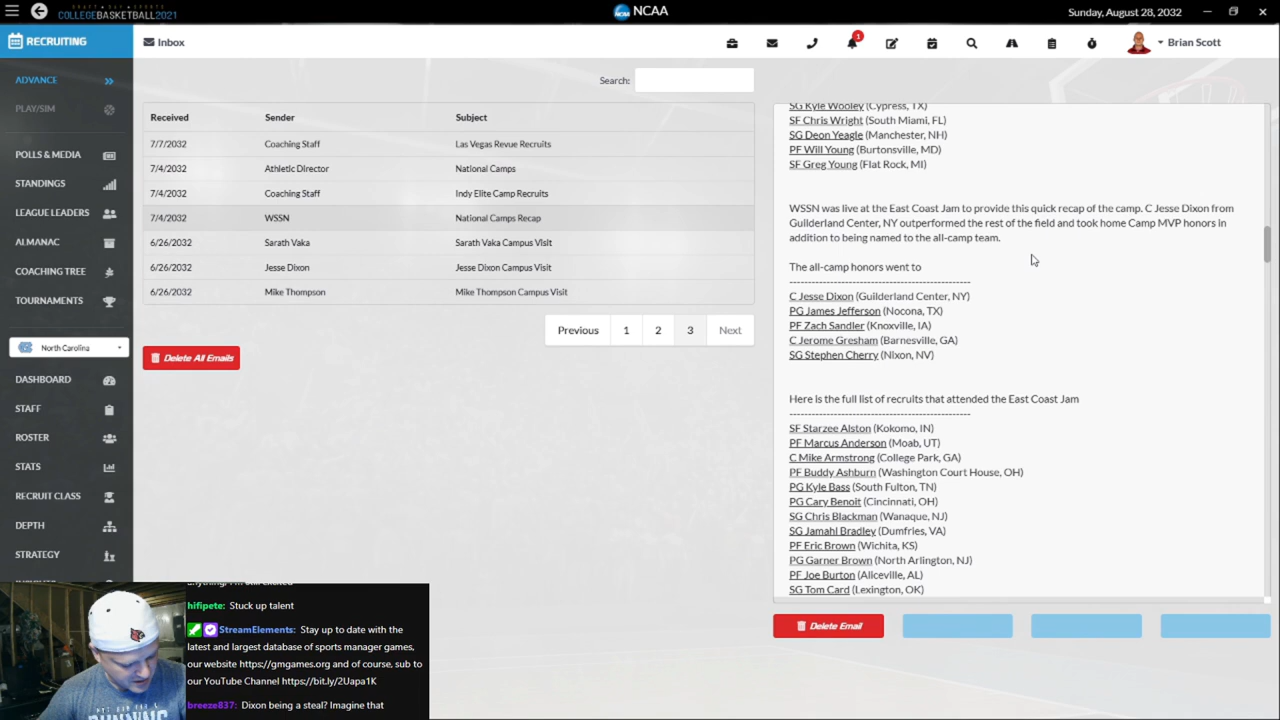 DRAFT DAY SPORTS
COLLEGEBASKETBALL2021
NCAA
Sunday, August 28, 2032
RECRUITING
Inbox
1
Brian Scott
ADVANCE
PLAY/SIM
POLLS & MEDIA
STANDINGS
LEAGUE LEADERS
ALMANAC
COACHING TREE
TOURNAMENTS
North Carolina
DASHBOARD
STAFF
ROSTER
STATS
RECRUIT CLASS
DEPTH
STRATEGY
Search:
Received Sender Subject
7/7/2032 Coaching Staff Las Vegas Revue Recruits
7/4/2032 Athletic Director National Camps
7/4/2032 Coaching Staff Indy Elite Camp Recruits
7/4/2032 WSSN National Camps Recap
6/26/2032 Sarath Vaka Sarath Vaka Campus Visit
6/26/2032 Jesse Dixon Jesse Dixon Campus Visit
6/26/2032 Mike Thompson Mike Thompson Campus Visit
Previous 1 2 3 Next
Delete All Emails
SG Kyle Wooley (Cypress, TX)
SF Chris Wright (South Miami, FL)
SG Deon Yeagle (Manchester, NH)
PF Will Young (Burtonsville, MD)
SF Greg Young (Flat Rock, MI)
WSSN was live at the East Coast Jam to provide this quick recap of the camp. C Jesse Dixon from
Guilderland Center, NY outperformed the rest of the field and took home Camp MVP honors in
addition to being named to the all-camp team.
The all-camp honors went to
------------------------------------------------
C Jesse Dixon (Guilderland Center, NY)
PG James Jefferson (Nocona, TX)
PF Zach Sandler (Knoxville, IA)
C Jerome Gresham (Barnesville, GA)
SG Stephen Cherry (Nixon, NV)
Here is the full list of recruits that attended the East Coast Jam
------------------------------------------------
SF Starzee Alston (Kokomo, IN)
PF Marcus Anderson (Moab, UT)
C Mike Armstrong (College Park, GA)
PF Buddy Ashburn (Washington Court House, OH)
PG Kyle Bass (South Fulton, TN)
PG Cary Benoit (Cincinnati, OH)
SG Chris Blackman (Wanaque, NJ)
SG Jamahl Bradley (Dumfries, VA)
PF Eric Brown (Wichita, KS)
PG Garner Brown (North Arlington, NJ)
PF Joe Burton (Aliceville, AL)
SG Tom Card (Lexington, OK)
Delete Email
hifipete: Stuck up talent
StreamElements: Stay up to date with the
latest and largest database of sports manager games,
our website https://gmgames.org and of course, sub to
our YouTube Channel https://bit.ly/2Uapa1K
breeze837: Dixon being a steal? Imagine that
RUNNING